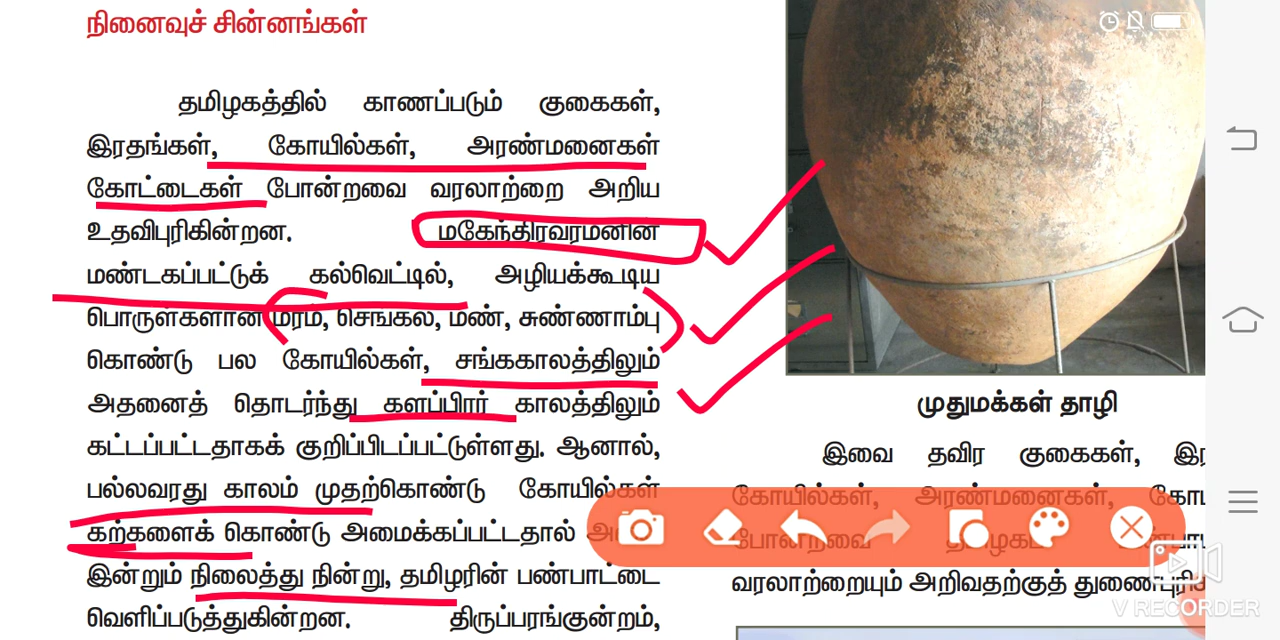 நினைவுச் சின்னங்கள்
தமிழகத்தில் காணப்படும் குகைகள்,
இரதங்கள், கோயில்கள், அரண்மனைகள்
கோட்டைகள் போன்றவை வரலாற்றை அறிய
உதவிபுரிகின்றன. மகேந்திரவர்மனின்
மண்டகப்பட்டுக் கல்வெட்டில், அழியக்கூடிய
பொருள்களான மரம், செங்கல், மண், சுண்ணாம்பு
கொண்டு பல கோயில்கள், சங்ககாலத்திலும்
அதனைத் தொடர்ந்து களப்பிரர் காலத்திலும்
கட்டப்பட்டதாகக் குறிப்பிடப்பட்டுள்ளது. ஆனால்,
பல்லவரது காலம் முதற்கொண்டு கோயில்கள்
கற்களைக் கொண்டு அமைக்கப்பட்டதால்
இன்றும் நிலைத்து நின்று, தமிழரின் பண்பாட்டை
வெளிப்படுத்துகின்றன. திருப்பரங்குன்றம்,
முதுமக்கள் தாழி
இவை தவிர குகைகள்,
கோயில்கள், அரண்மனைகள்,
போன்றவை
வரலாற்றையும் அறிவதற்குத்
V RECORDER